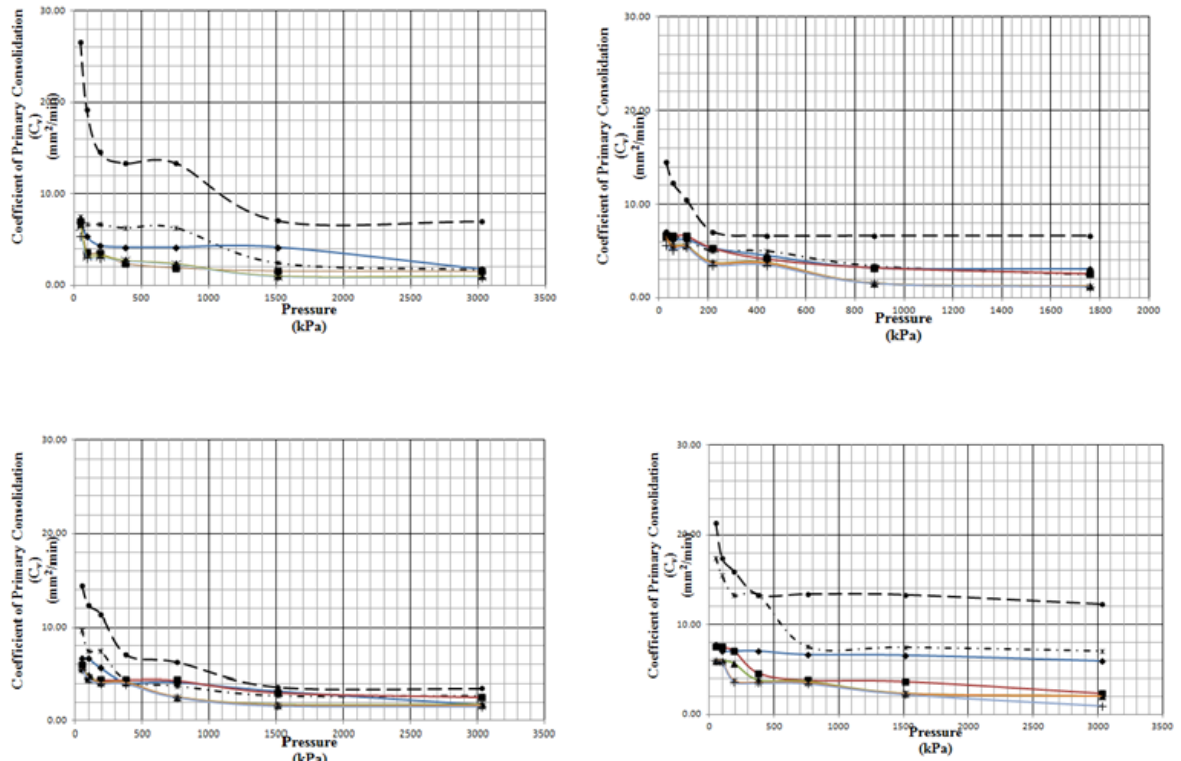 Coefficient of Primary Consolidation
(Cv)
(mm²/min)
30.00
20.00
10.00
0.00
0 500 1000 1500 2000 2500 3000 3500
Pressure
(kPa)
Coefficient of Primary Consolidation
(Cv)
(mm²/min)
30.00
20.00
10.00
0.00
0 200 400 600 800 1000 1200 1400 1600 1800 2000
Pressure
(kPa)
Coefficient of Primary Consolidation
(Cv)
(mm²/min)
30.00
20.00
10.00
0.00
0 500 1000 1500 2000 2500 3000 3500
Pressure
(kPa)
Coefficient of Primary Consolidation
(Cv)
(mm²/min)
30.00
20.00
10.00
0.00
0 500 1000 1500 2000 2500 3000 3500
Pressure
(kPa)